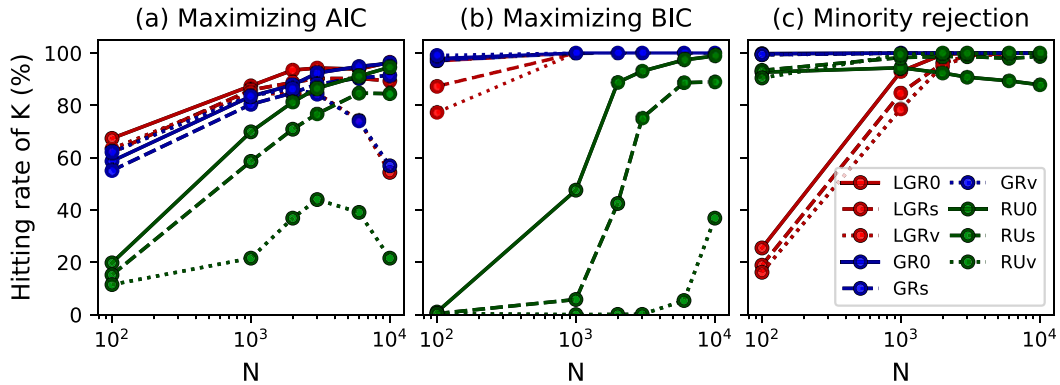 (a) Maximizing AIC
(b) Maximizing BIC
(c) Minority rejection
Hitting rate of K (%)
100
80
60
40
20
0
10²
10³
10⁴
N
10²
10³
10⁴
N
10²
10³
10⁴
N
LGR0
LGRs
LGRv
GR0
GRs
GRv
RU0
RUs
RUv